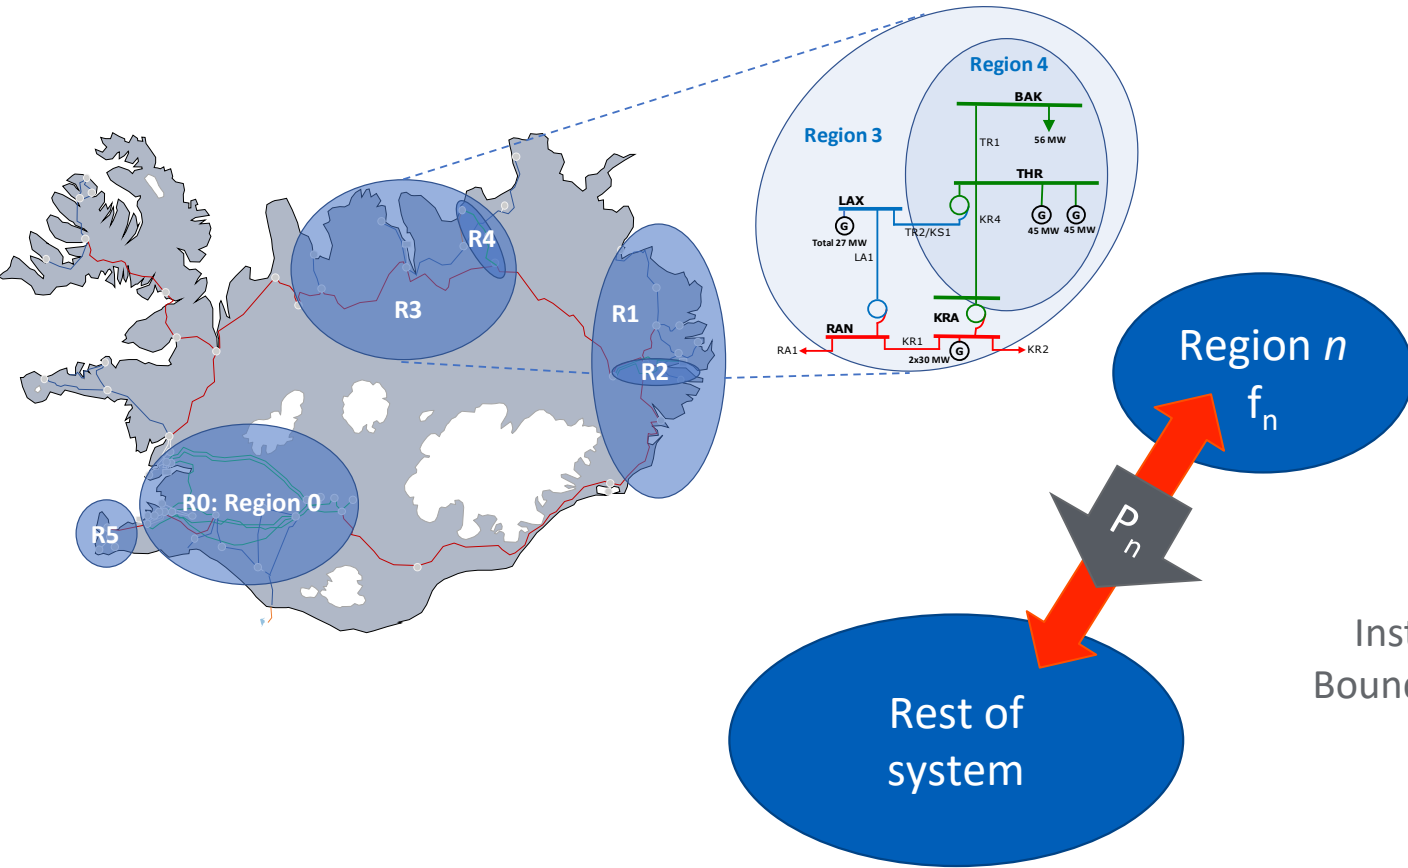 Region 4
BAK
56 MW
TR1
Region 3
THR
LAX
G
G
G
KR4
45 MW
45 MW
TR2/KS1
Total 27 MW
LA1
KRA
RAN
KR1
RA1
G
KR2
2x30 MW
R4
R3
R1
R2
R0: Region 0
R5
Region n
fn
Pn
Rest of
system
Inst
Bound